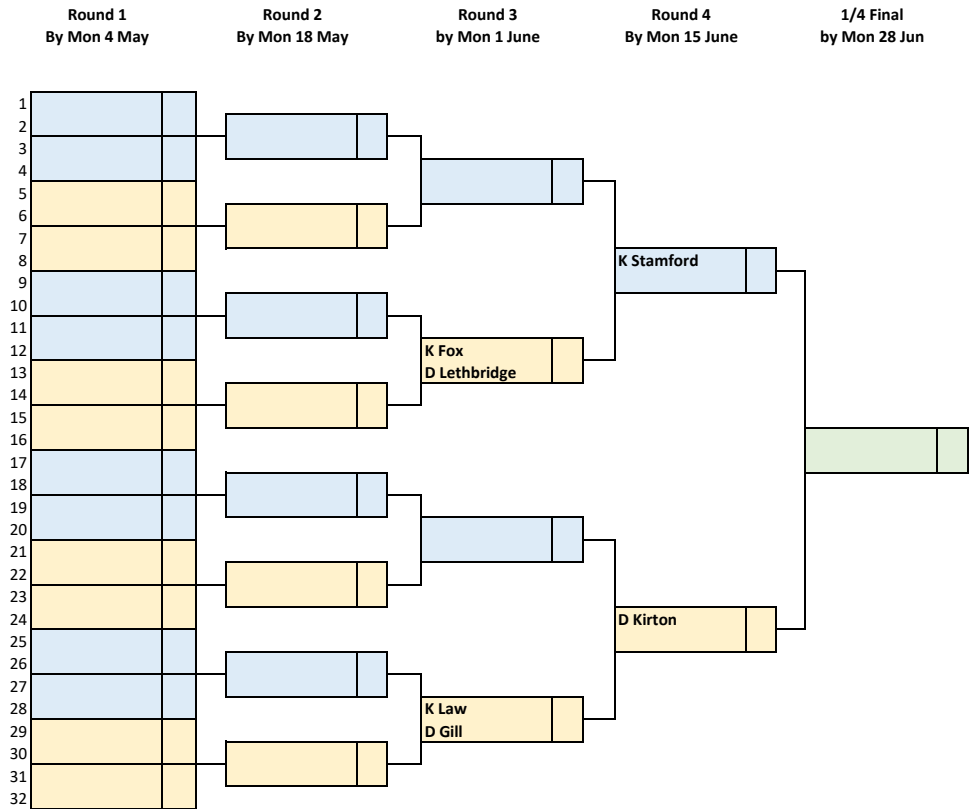 Round 1
By Mon 4 May
Round 2
By Mon 18 May
Round 3
by Mon 1 June
Round 4
By Mon 15 June
1/4 Final
by Mon 28 Jun
1
2
3
4
5
6
7
8
K Stamford
9
10
11
12
K Fox
13
D Lethbridge
14
15
16
17
18
19
20
21
22
23
24
D Kirton
25
26
27
28
K Law
29
D Gill
30
31
32